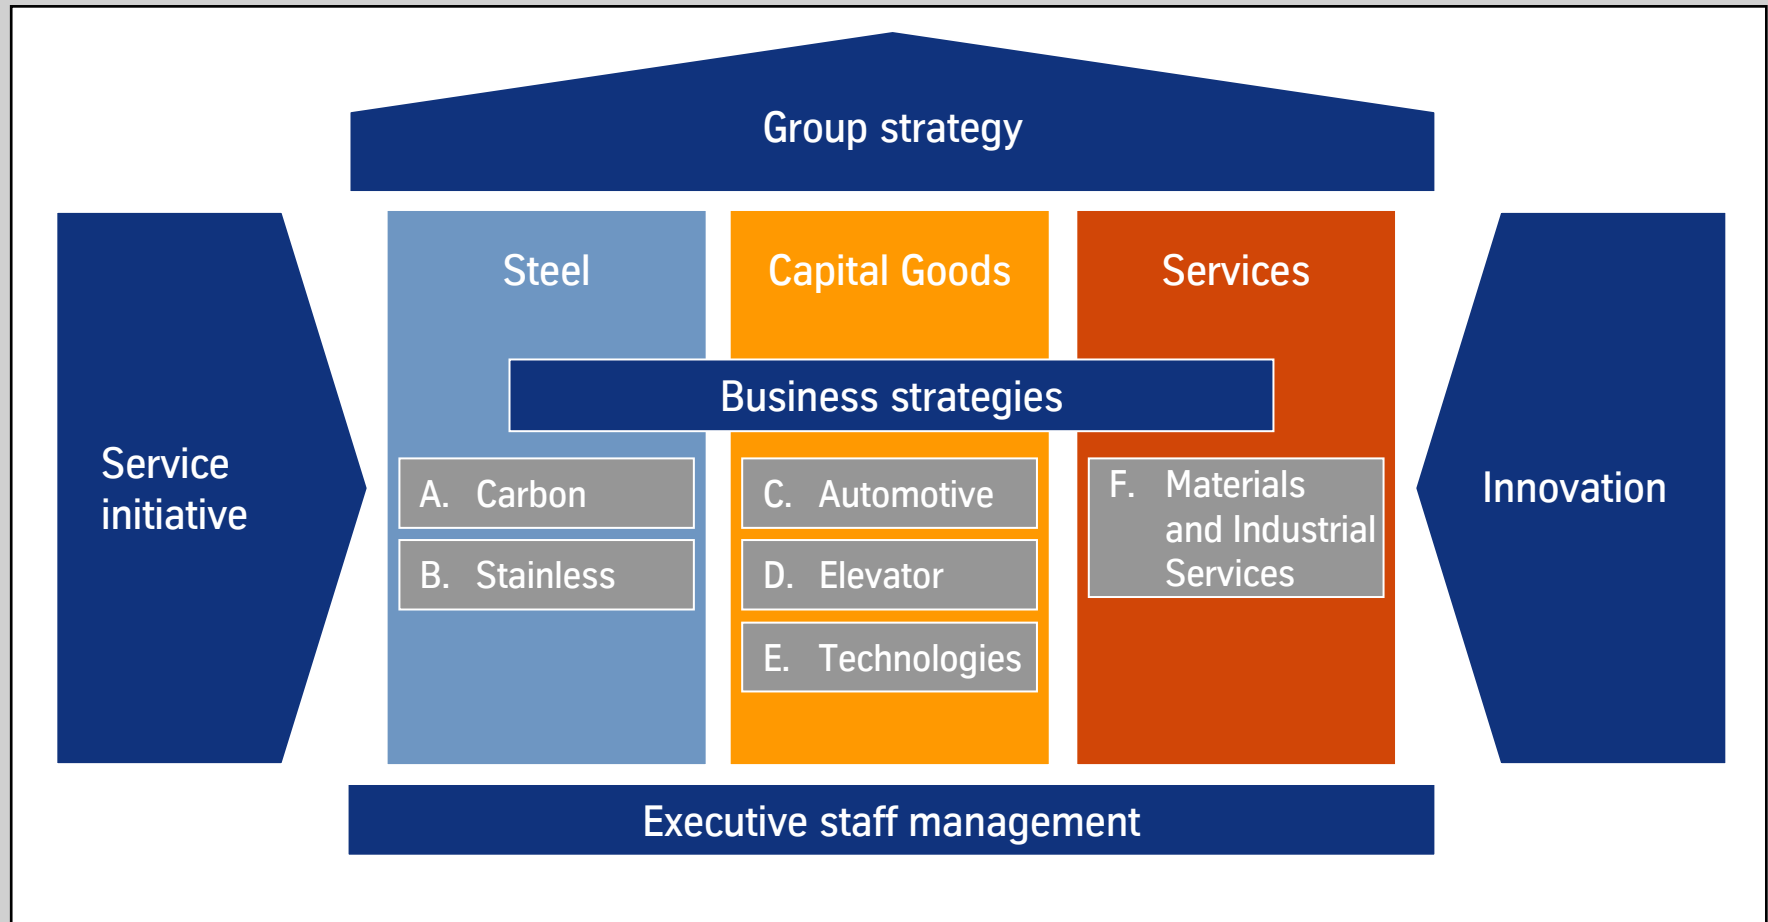 Group strategy
Service
initiative
Steel
Capital Goods
Services
Business strategies
A. Carbon
B. Stainless
C. Automotive
D. Elevator
E. Technologies
F. Materials
and Industrial
Services
Innovation
Executive staff management